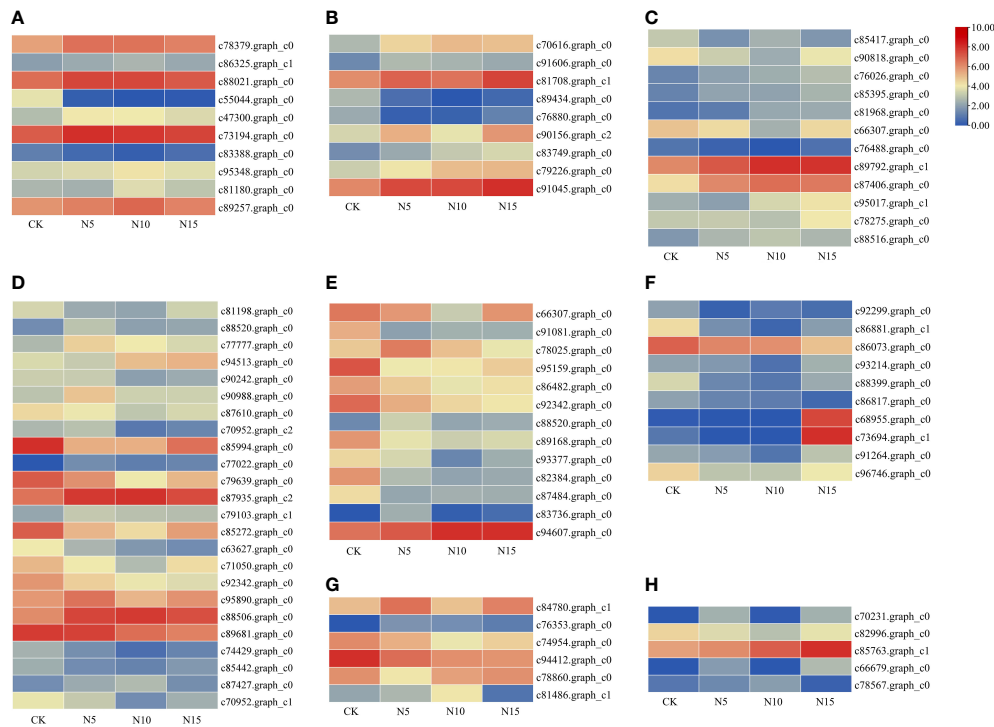 A
c78379.graph_c0
c86325.graph_c1
c88021.graph_c0
c55044.graph_c0
c47300.graph_c0
c73194.graph_c0
c83388.graph_c0
c95348.graph_c0
c81180.graph_c0
c89257.graph_c0
CK N5 N10 N15
B
c70616.graph_c0
c91606.graph_c0
c81708.graph_c1
c89434.graph_c0
c76880.graph_c0
c90156.graph_c2
c83749.graph_c0
c79226.graph_c0
c91045.graph_c0
CK N5 N10 N15
C
c85417.graph_c0
c90818.graph_c0
c76026.graph_c0
c85395.graph_c0
c81968.graph_c0
c66307.graph_c0
c76488.graph_c0
c89792.graph_c1
c87406.graph_c0
c95017.graph_c1
c78275.graph_c0
c88516.graph_c0
CK N5 N10 N15
10.00
8.00
6.00
4.00
2.00
0.00
D
c81198.graph_c0
c88520.graph_c0
c77777.graph_c0
c94513.graph_c0
c90242.graph_c0
c90988.graph_c0
c87610.graph_c0
c70952.graph_c2
c85994.graph_c0
c77022.graph_c0
c79639.graph_c0
c87935.graph_c2
c79103.graph_c1
c85272.graph_c0
c63627.graph_c0
c71050.graph_c0
c92342.graph_c0
c95890.graph_c0
c88506.graph_c0
c89681.graph_c0
c74429.graph_c0
c85442.graph_c0
c87427.graph_c0
c70952.graph_c1
CK N5 N10 N15
E
c66307.graph_c0
c91081.graph_c0
c78025.graph_c0
c95159.graph_c0
c86482.graph_c0
c92342.graph_c0
c88520.graph_c0
c89168.graph_c0
c93377.graph_c0
c82384.graph_c0
c87484.graph_c0
c83736.graph_c0
c94607.graph_c0
CK N5 N10 N15
F
c92299.graph_c0
c86881.graph_c1
c86073.graph_c0
c93214.graph_c0
c88399.graph_c0
c86817.graph_c0
c68955.graph_c0
c73694.graph_c1
c91264.graph_c0
c96746.graph_c0
CK N5 N10 N15
G
c84780.graph_c1
c76353.graph_c0
c74954.graph_c0
c94412.graph_c0
c78860.graph_c0
c81486.graph_c1
CK N5 N10 N15
H
c70231.graph_c0
c82996.graph_c0
c85763.graph_c1
c66679.graph_c0
c78567.graph_c0
CK N5 N10 N15